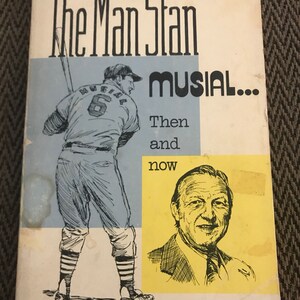 The Man Stan
MUSIAL...
Then
and
now
MUSIAL
6